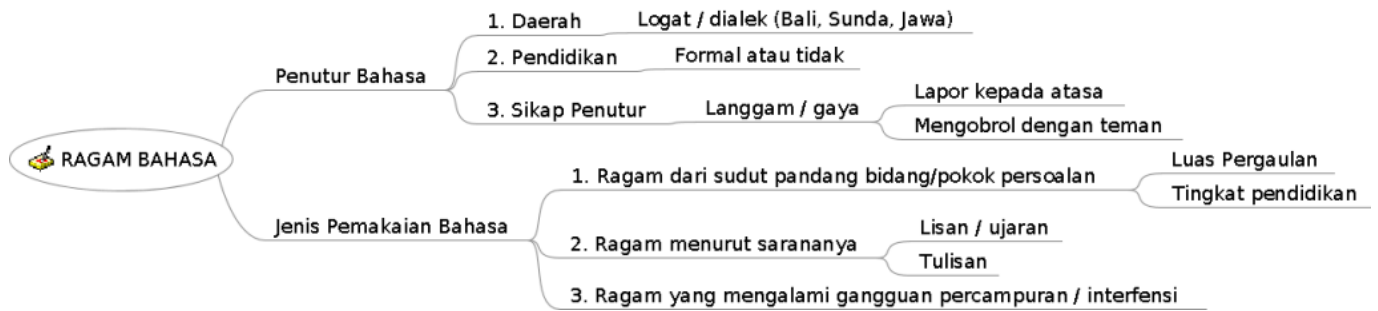 RAGAM BAHASA
Penutur Bahasa
1. Daerah
Logat / dialek (Bali, Sunda, Jawa)
2. Pendidikan
Formal atau tidak
3. Sikap Penutur
Langgam / gaya
Lapor kepada atasa
Mengobrol dengan teman
Jenis Pemakaian Bahasa
1. Ragam dari sudut pandang bidang/pokok persoalan
Luas Pergaulan
Tingkat pendidikan
2. Ragam menurut sarananya
Lisan / ujaran
Tulisan
3. Ragam yang mengalami gangguan percampuran / interfensi